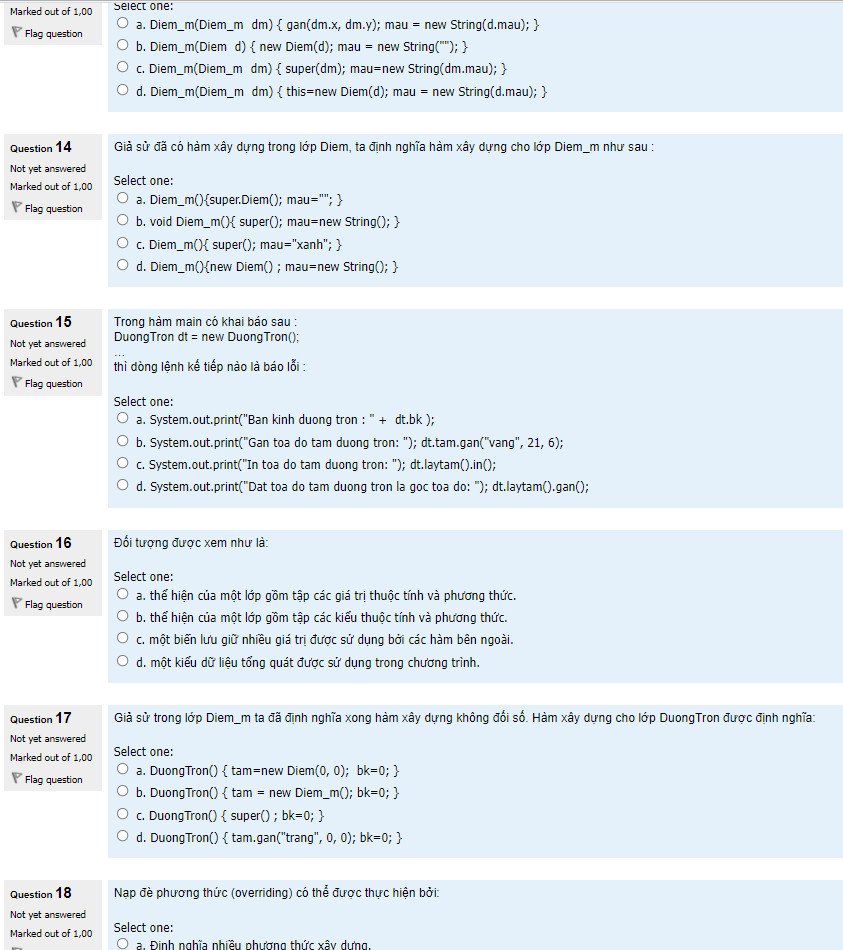 Marked out of 1,00
Flag question
Select one:
a. Diem_m(Diem_m dm) { gan(dm.x, dm.y); mau = new String(d.mau); }
b. Diem_m(Diem d) { new Diem(d); mau = new String(""); }
c. Diem_m(Diem_m dm) { super(dm); mau=new String(dm.mau); }
d. Diem_m(Diem_m dm) { this=new Diem(d); mau = new String(d.mau); }
Question 14
Not yet answered
Marked out of 1,00
Flag question
Giả sử đã có hàm xây dựng trong lớp Diem, ta định nghĩa hàm xây dựng cho lớp Diem_m như sau :
Select one:
a. Diem_m(){super.Diem(); mau=""; }
b. void Diem_m(){ super(); mau=new String(); }
c. Diem_m(){ super(); mau="xanh"; }
d. Diem_m(){new Diem() ; mau=new String(); }
Question 15
Not yet answered
Marked out of 1,00
Flag question
Trong hàm main có khai báo sau :
DuongTron dt = new DuongTron();
...
thì dòng lệnh kế tiếp nào là báo lỗi :
Select one:
a. System.out.print("Ban kinh duong tron : " + dt.bk );
b. System.out.print("Gan toa do tam duong tron: "); dt.tam.gan("vang", 21, 6);
c. System.out.print("In toa do tam duong tron: "); dt.laytam().in();
d. System.out.print("Dat toa do tam duong tron la goc toa do: "); dt.laytam().gan();
Question 16
Not yet answered
Marked out of 1,00
Flag question
Đối tượng được xem như là:
Select one:
a. thể hiện của một lớp gồm tập các giá trị thuộc tính và phương thức.
b. thể hiện của một lớp gồm tập các kiểu thuộc tính và phương thức.
c. một biến lưu giữ nhiều giá trị được sử dụng bởi các hàm bên ngoài.
d. một kiểu dữ liệu tổng quát được sử dụng trong chương trình.
Question 17
Not yet answered
Marked out of 1,00
Flag question
Giả sử trong lớp Diem_m ta đã định nghĩa xong hàm xây dựng không đối số. Hàm xây dựng cho lớp DuongTron được định nghĩa:
Select one:
a. DuongTron() { tam=new Diem(0, 0); bk=0; }
b. DuongTron() { tam = new Diem_m(); bk=0; }
c. DuongTron() { super() ; bk=0; }
d. DuongTron() { tam.gan("trang", 0, 0); bk=0; }
Question 18
Not yet answered
Marked out of 1,00
Nạp đè phương thức (overriding) có thể được thực hiện bởi:
Select one:
a. Định nghĩa nhiều phương thức xây dựng.